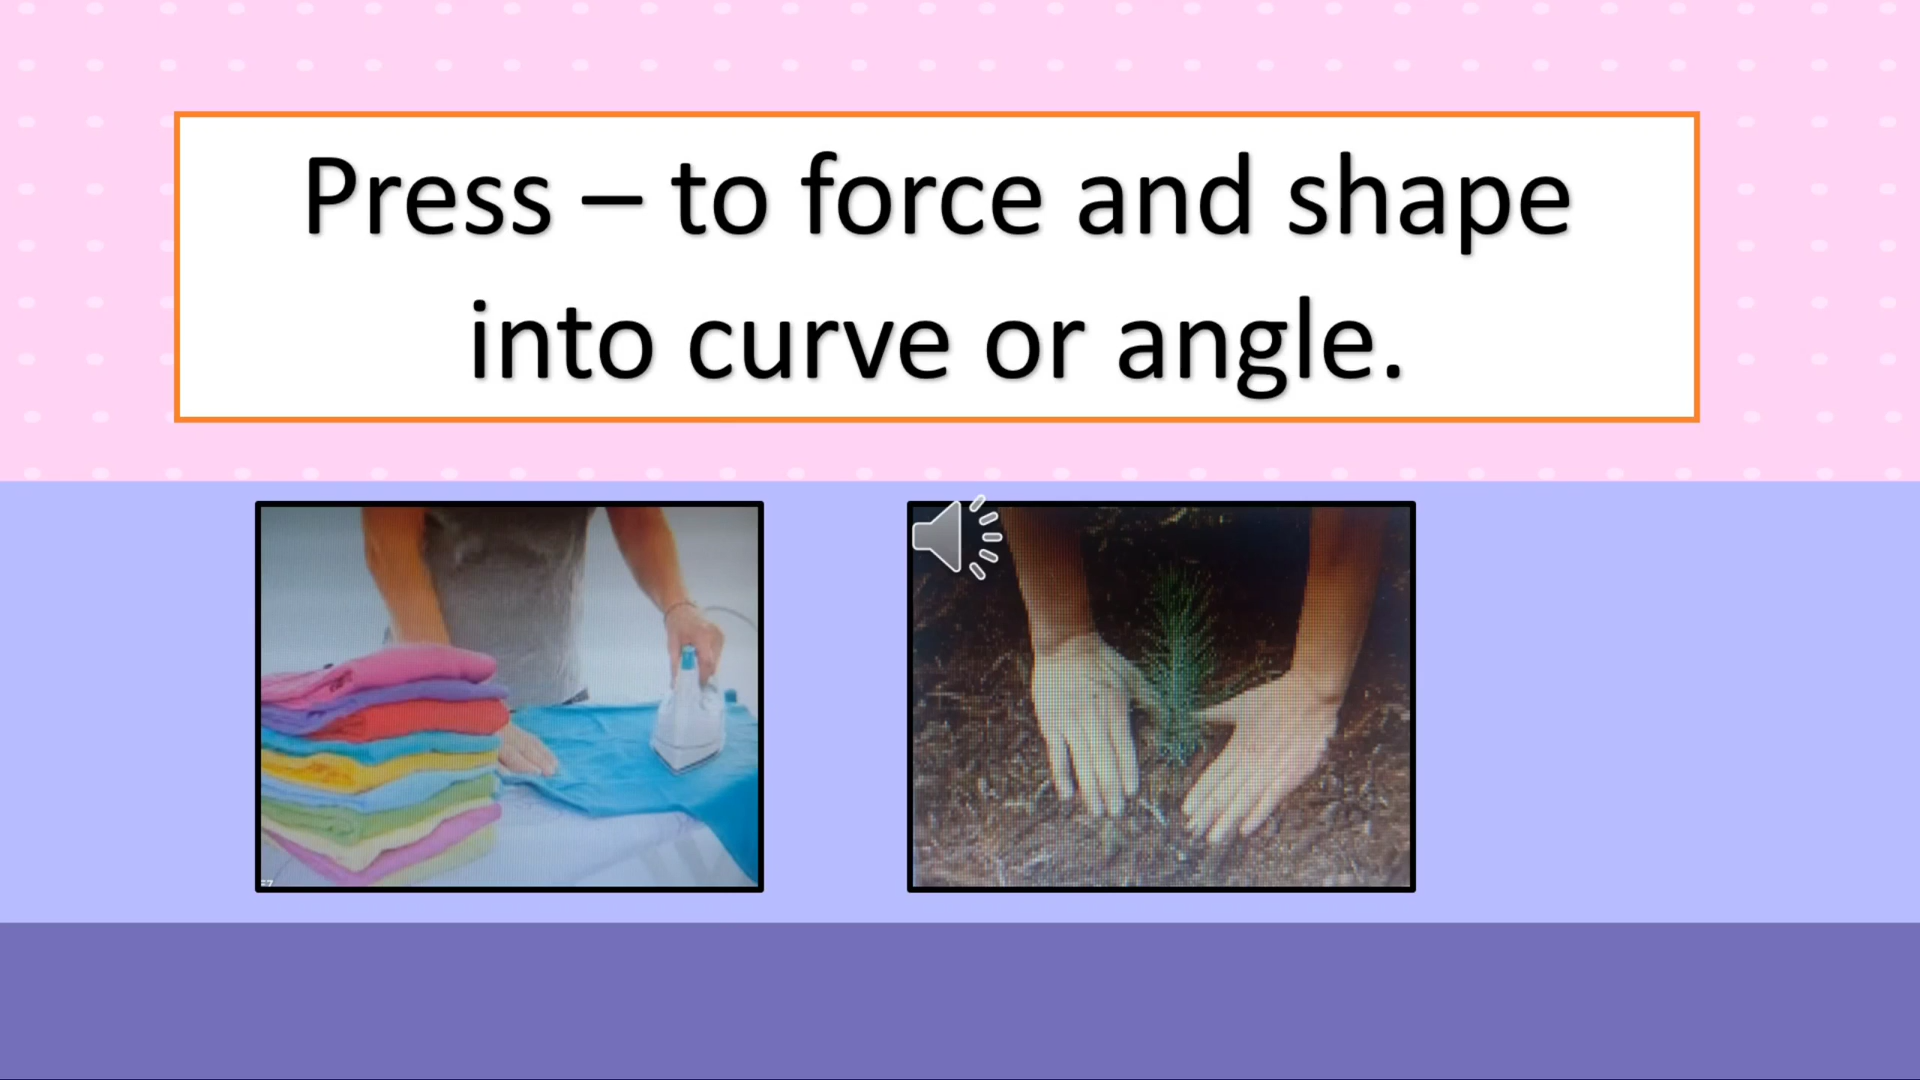 Press – to force and shape
into curve or angle.